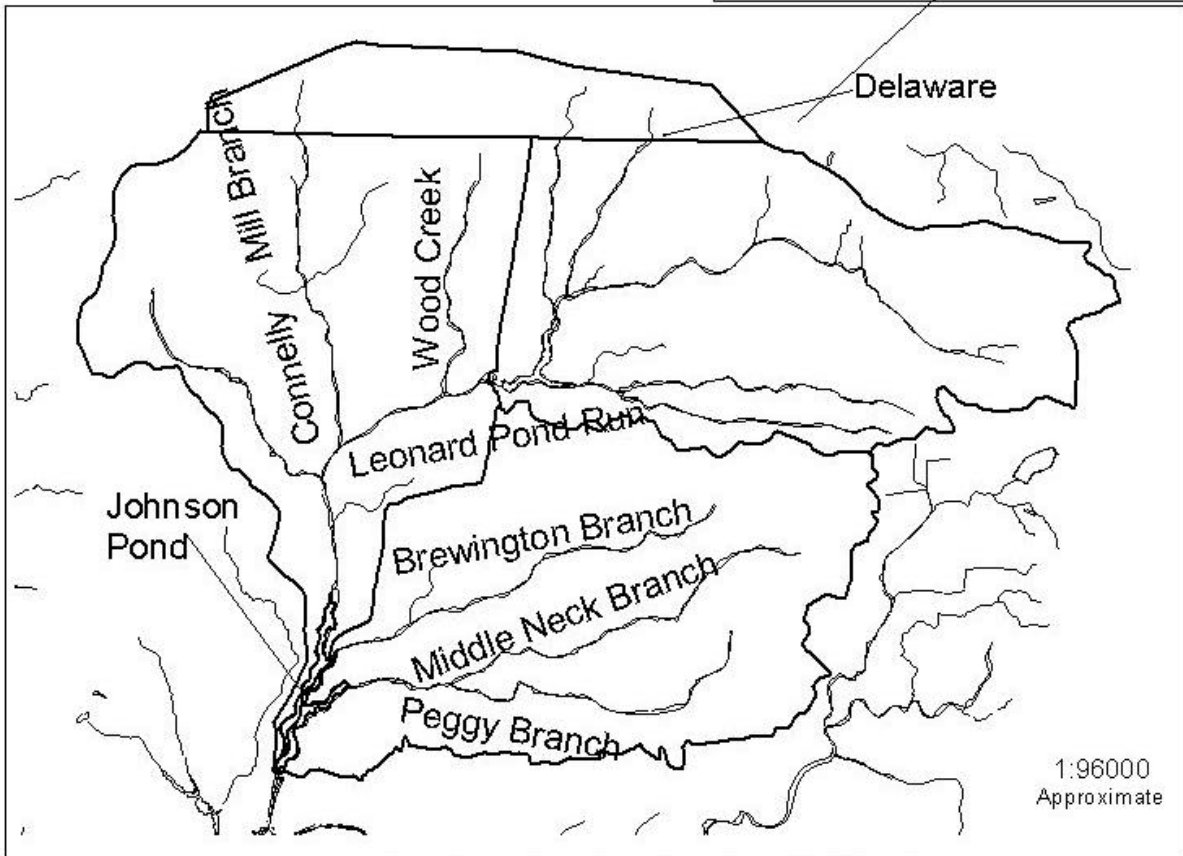 Delaware
Connelly Mill Branch
Wood Creek
Leonard Pond Run
Johnson
Pond
Brewington Branch
Middle Neck Branch
Peggy Branch
1:96000
Approximate